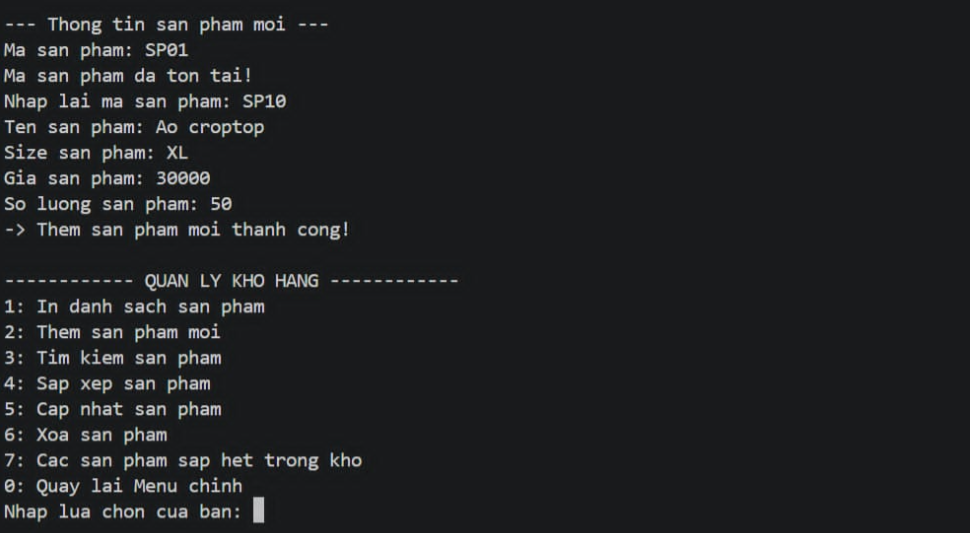 --- Thong tin san pham moi ---
Ma san pham: SP01
Ma san pham da ton tai!
Nhap lai ma san pham: SP10
Ten san pham: Ao croptop
Size san pham: XL
Gia san pham: 30000
So luong san pham: 50
-> Them san pham moi thanh cong!
------------ QUAN LY KHO HANG ------------
1: In danh sach san pham
2: Them san pham moi
3: Tim kiem san pham
4: Sap xep san pham
5: Cap nhat san pham
6: Xoa san pham
7: Cac san pham sap het trong kho
0: Quay lai Menu chinh
Nhap lua chon cua ban: